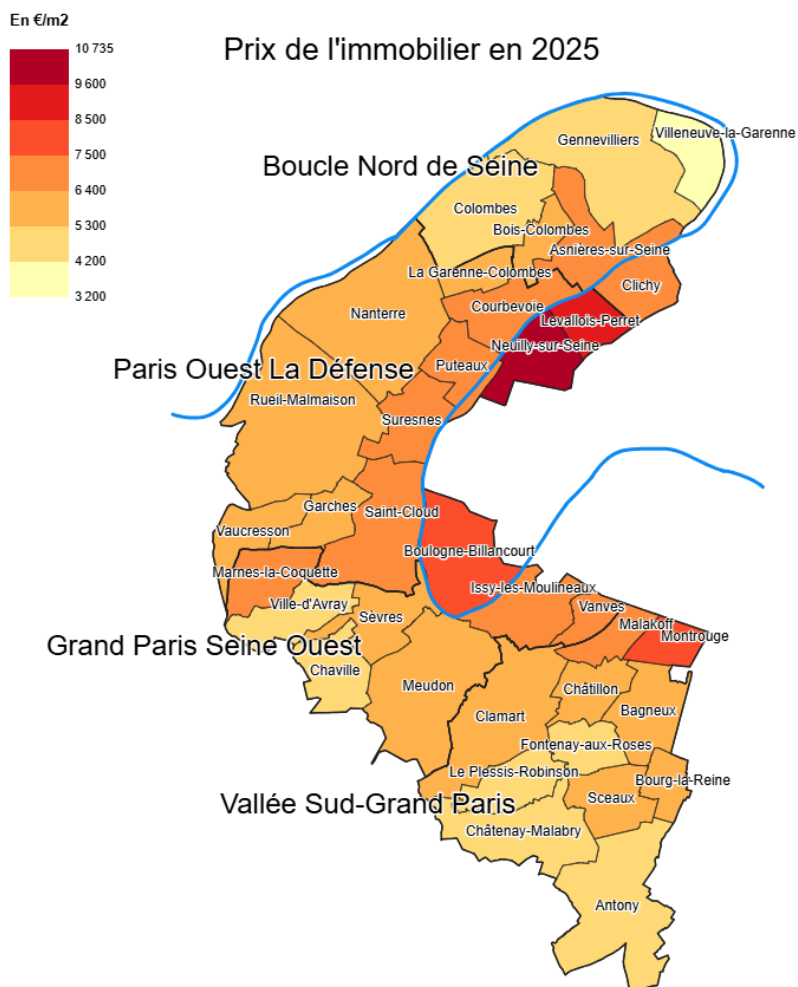 En €/m2
Prix de l'immobilier en 2025
10 735
9 600
8 500
7 500
6 400
5 300
4 200
3 200
Villeneuve-la-Garenne
Gennevilliers
Boucle Nord de Seine
Colombes
Bois-Colombes
Asnières-sur-Seine
La Garenne-Colombes
Clichy
Courbevoie
Nanterre
Levallois-Perret
Neuilly-sur-Seine
Paris Ouest La Défense
Puteaux
Rueil-Malmaison
Suresnes
Garches
Saint-Cloud
Vaucresson
Boulogne-Billancourt
Marnes-la-Coquette
Issy-les-Moulineaux
Ville-d'Avray
Vanves
Sèvres
Malakoff
Montrouge
Grand Paris Seine Ouest
Chaville
Meudon
Châtillon
Bagneux
Clamart
Fontenay-aux-Roses
Le Plessis-Robinson
Bourg-la-Reine
Sceaux
Vallée Sud-Grand Paris
Châtenay-Malabry
Antony